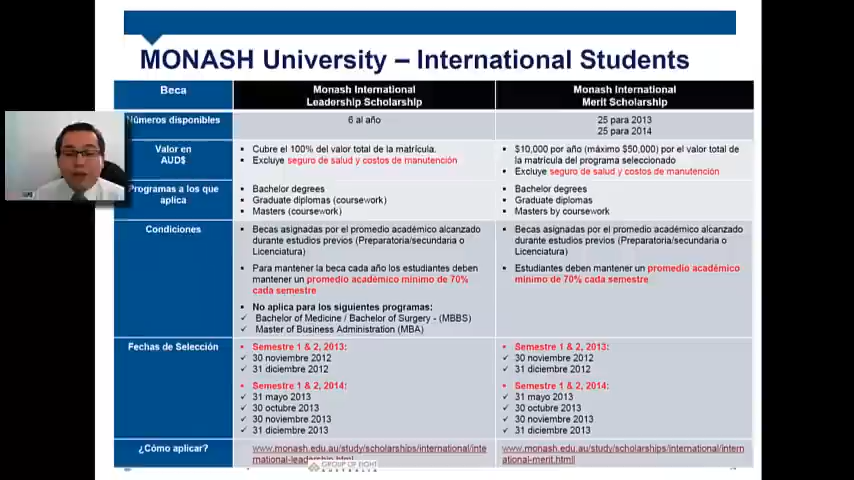 MONASH University – International Students
Beca
Monash International
Leadership Scholarship
Monash International
Merit Scholarship
Números disponibles
6 al año
25 para 2013
25 para 2014
Valor en
AUD$
Cubre el 100% del valor total de la matrícula.
Excluye seguro de salud y costos de manutención
$10,000 por año (máximo $50,000) por el valor total de
la matrícula del programa seleccionado
Excluye seguro de salud y costos de manutención
Programas a los que
aplica
Bachelor degrees
Graduate diplomas (coursework)
Masters (coursework)
Bachelor degrees
Graduate diplomas
Masters by coursework
Condiciones
Becas asignadas por el promedio académico alcanzado
durante estudios previos (Preparatoria/secundaria o
Licenciatura)
Para mantener la beca cada año los estudiantes deben
mantener un promedio académico mínimo de 70%
cada semestre
No aplica para los siguientes programas:
Bachelor of Medicine / Bachelor of Surgery - (MBBS)
Master of Business Administration (MBA)
Becas asignadas por el promedio académico alcanzado
durante estudios previos (Preparatoria/secundaria o
Licenciatura)
Estudiantes deben mantener un promedio académico
mínimo de 70% cada semestre
Fechas de Selección
Semestre 1 & 2, 2013:
30 noviembre 2012
31 diciembre 2012
Semestre 1 & 2, 2014:
31 mayo 2013
30 octubre 2013
30 noviembre 2013
31 diciembre 2013
Semestre 1 & 2, 2013:
30 noviembre 2012
31 diciembre 2012
Semestre 1 & 2, 2014:
31 mayo 2013
30 octubre 2013
30 noviembre 2013
31 diciembre 2013
¿Cómo aplicar?
www.monash.edu.au/study/scholarships/international/inte
rnational-leadership.html
www.monash.edu.au/study/scholarships/international/intern
ational-merit.html
GROUP OF EIGHT
AUSTRALIA